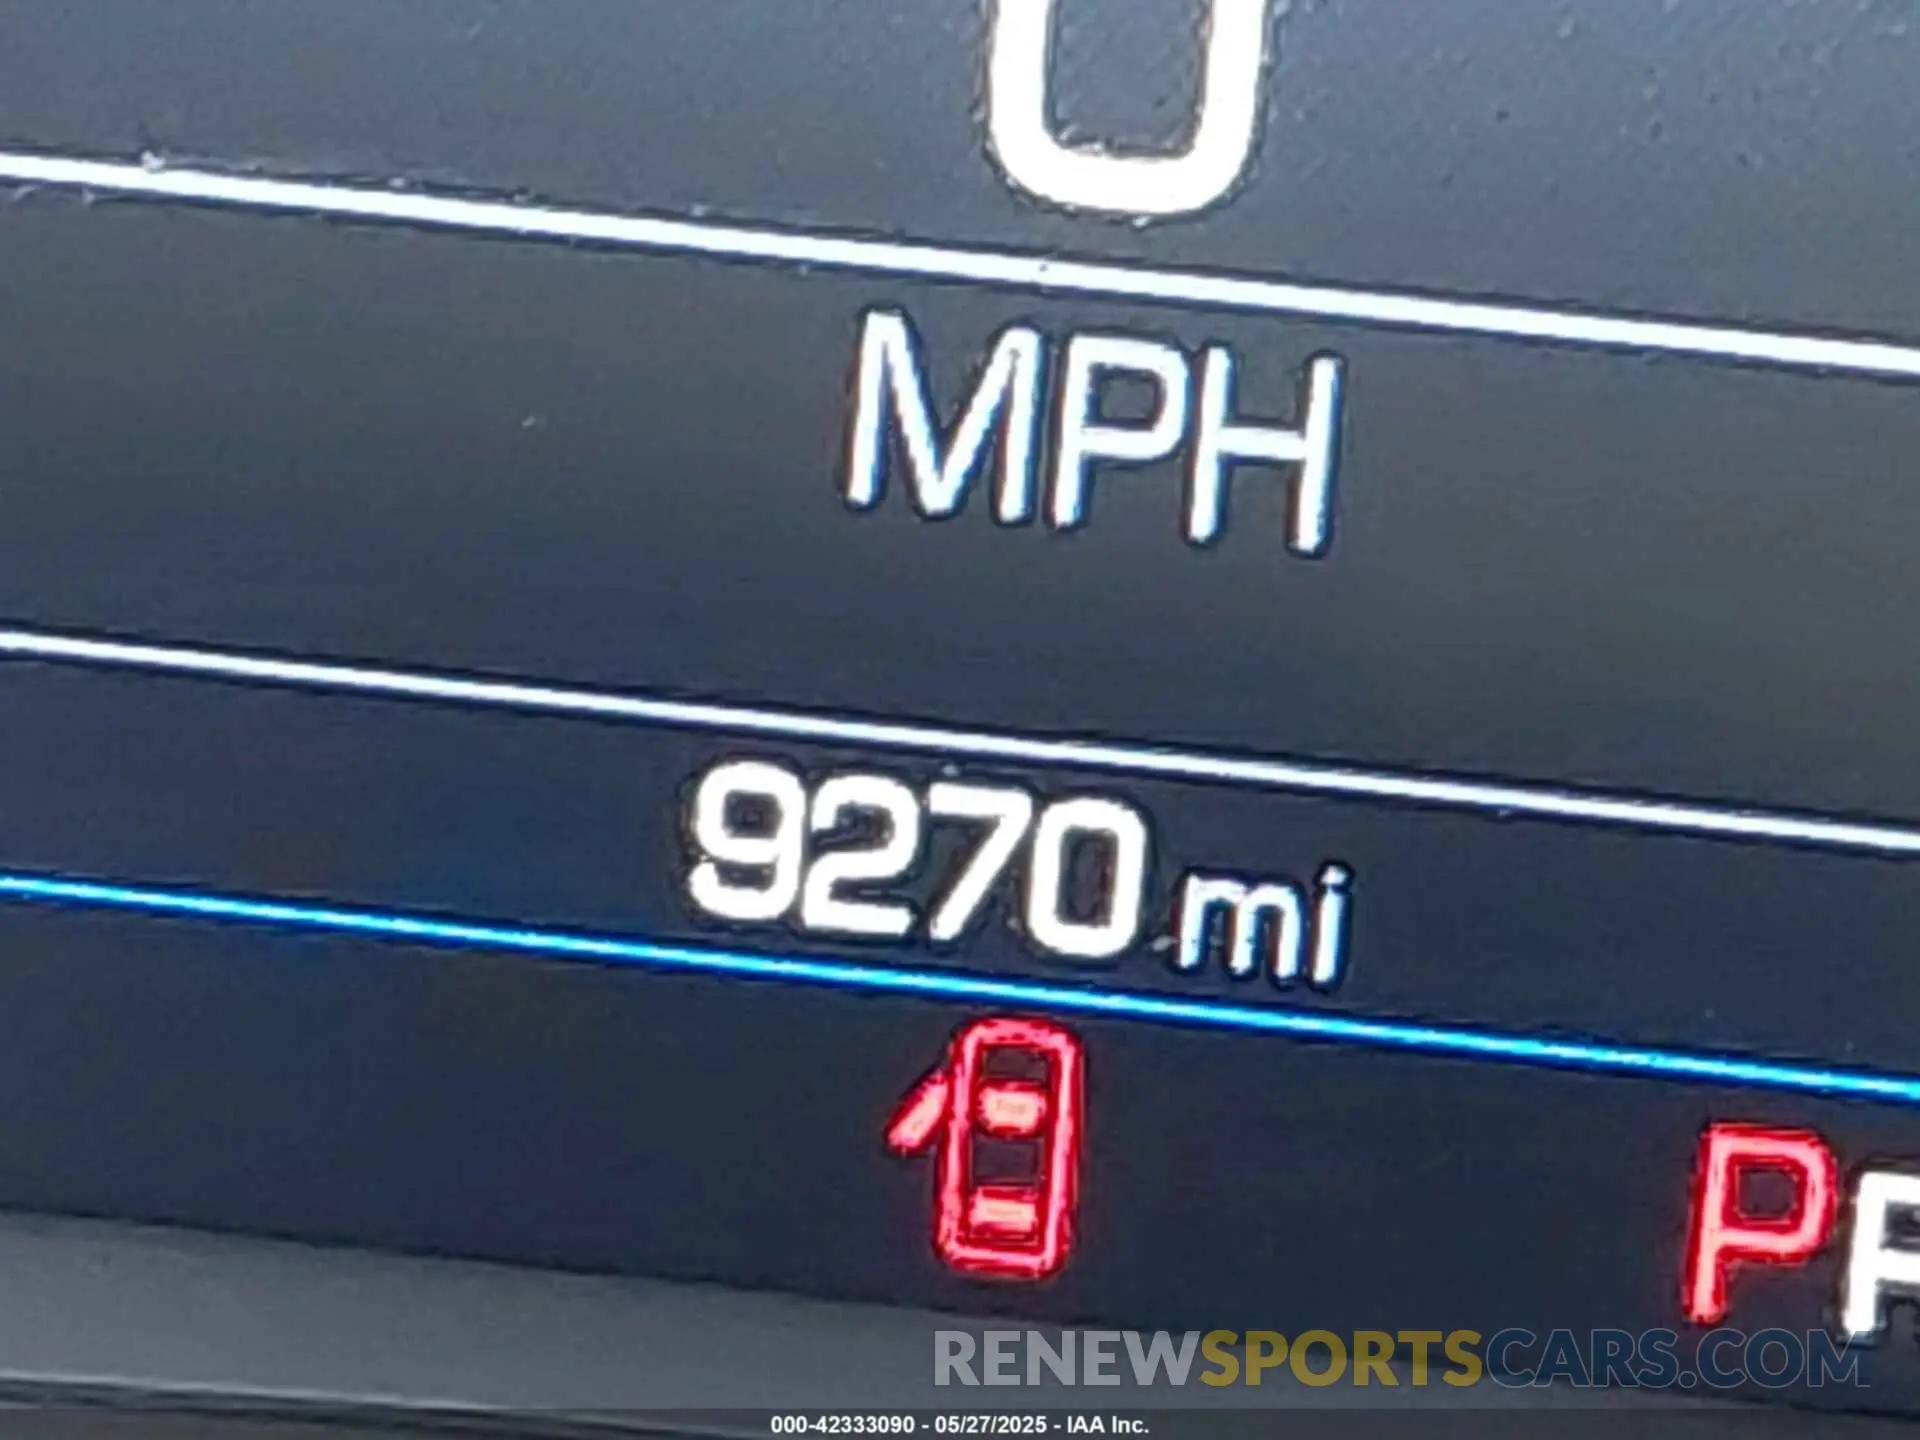 0
MPH
9270 mi
P R
RENEWSPORTSCARS.COM
000-42333090 - 05/27/2025 - IAA Inc.